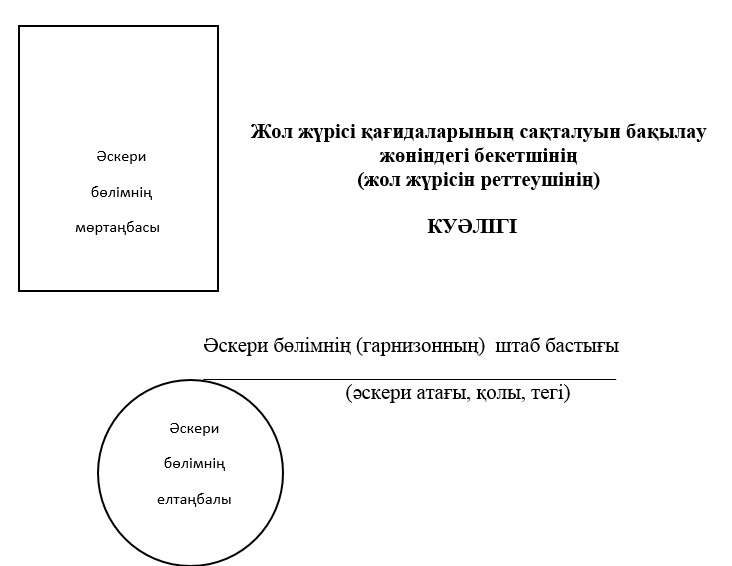 Әскери
бөлімнің
мөртаңбасы
Жол жүрісі қағидаларының сақталуын бақылау
жөніндегі бекетшінің
(жол жүрісін реттеушінің)
КУӘЛІГІ
Әскери бөлімнің (гарнизонның) штаб бастығы
(әскери атағы, қолы, тегі)
Әскери
бөлімнің
елтаңбалы